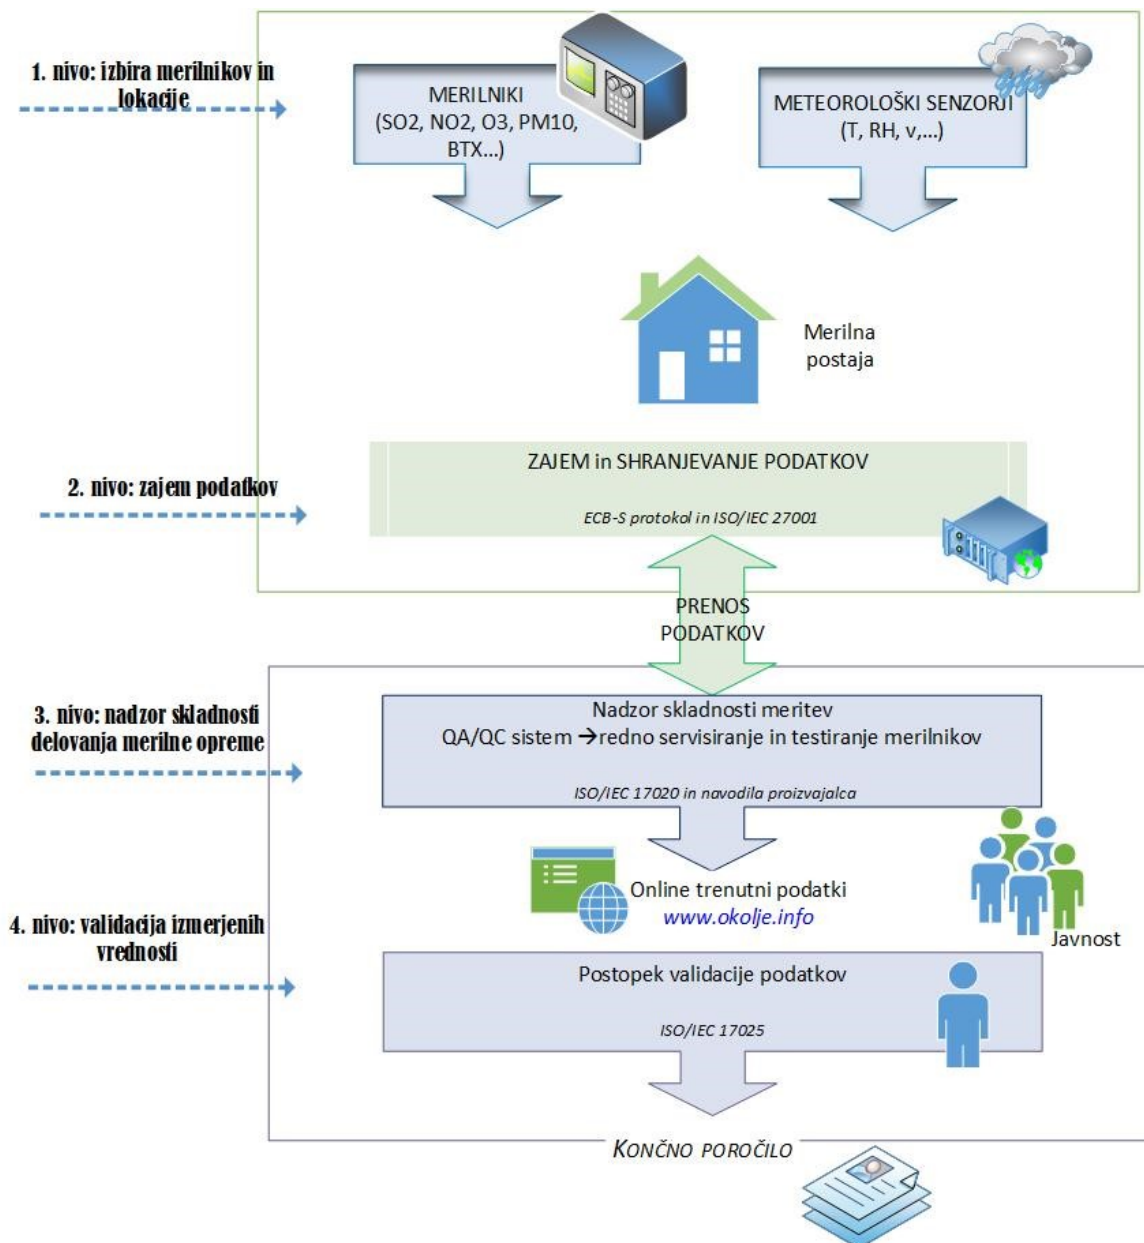 1. nivo: izbira merilnikov in
lokacije
MERILNIKI
(SO2, NO2, O3, PM10,
BTX...)
METEOROLOŠKI SENZORJI
(T, RH, v,...)
Merilna
postaja
2. nivo: zajem podatkov
ZAJEM in SHRANJEVANJE PODATKOV
ECB-S protokol in ISO/IEC 27001
PRENOS
PODATKOV
3. nivo: nadzor skladnosti
delovanja merilne opreme
Nadzor skladnosti meritev
QA/QC sistem →redno servisiranje in testiranje merilnikov
ISO/IEC 17020 in navodila proizvajalca
Online trenutni podatki
www.okolje.info
Javnost
4. nivo: validacija izmerjenih
vrednosti
Postopek validacije podatkov
ISO/IEC 17025
KONČNO POROČILO